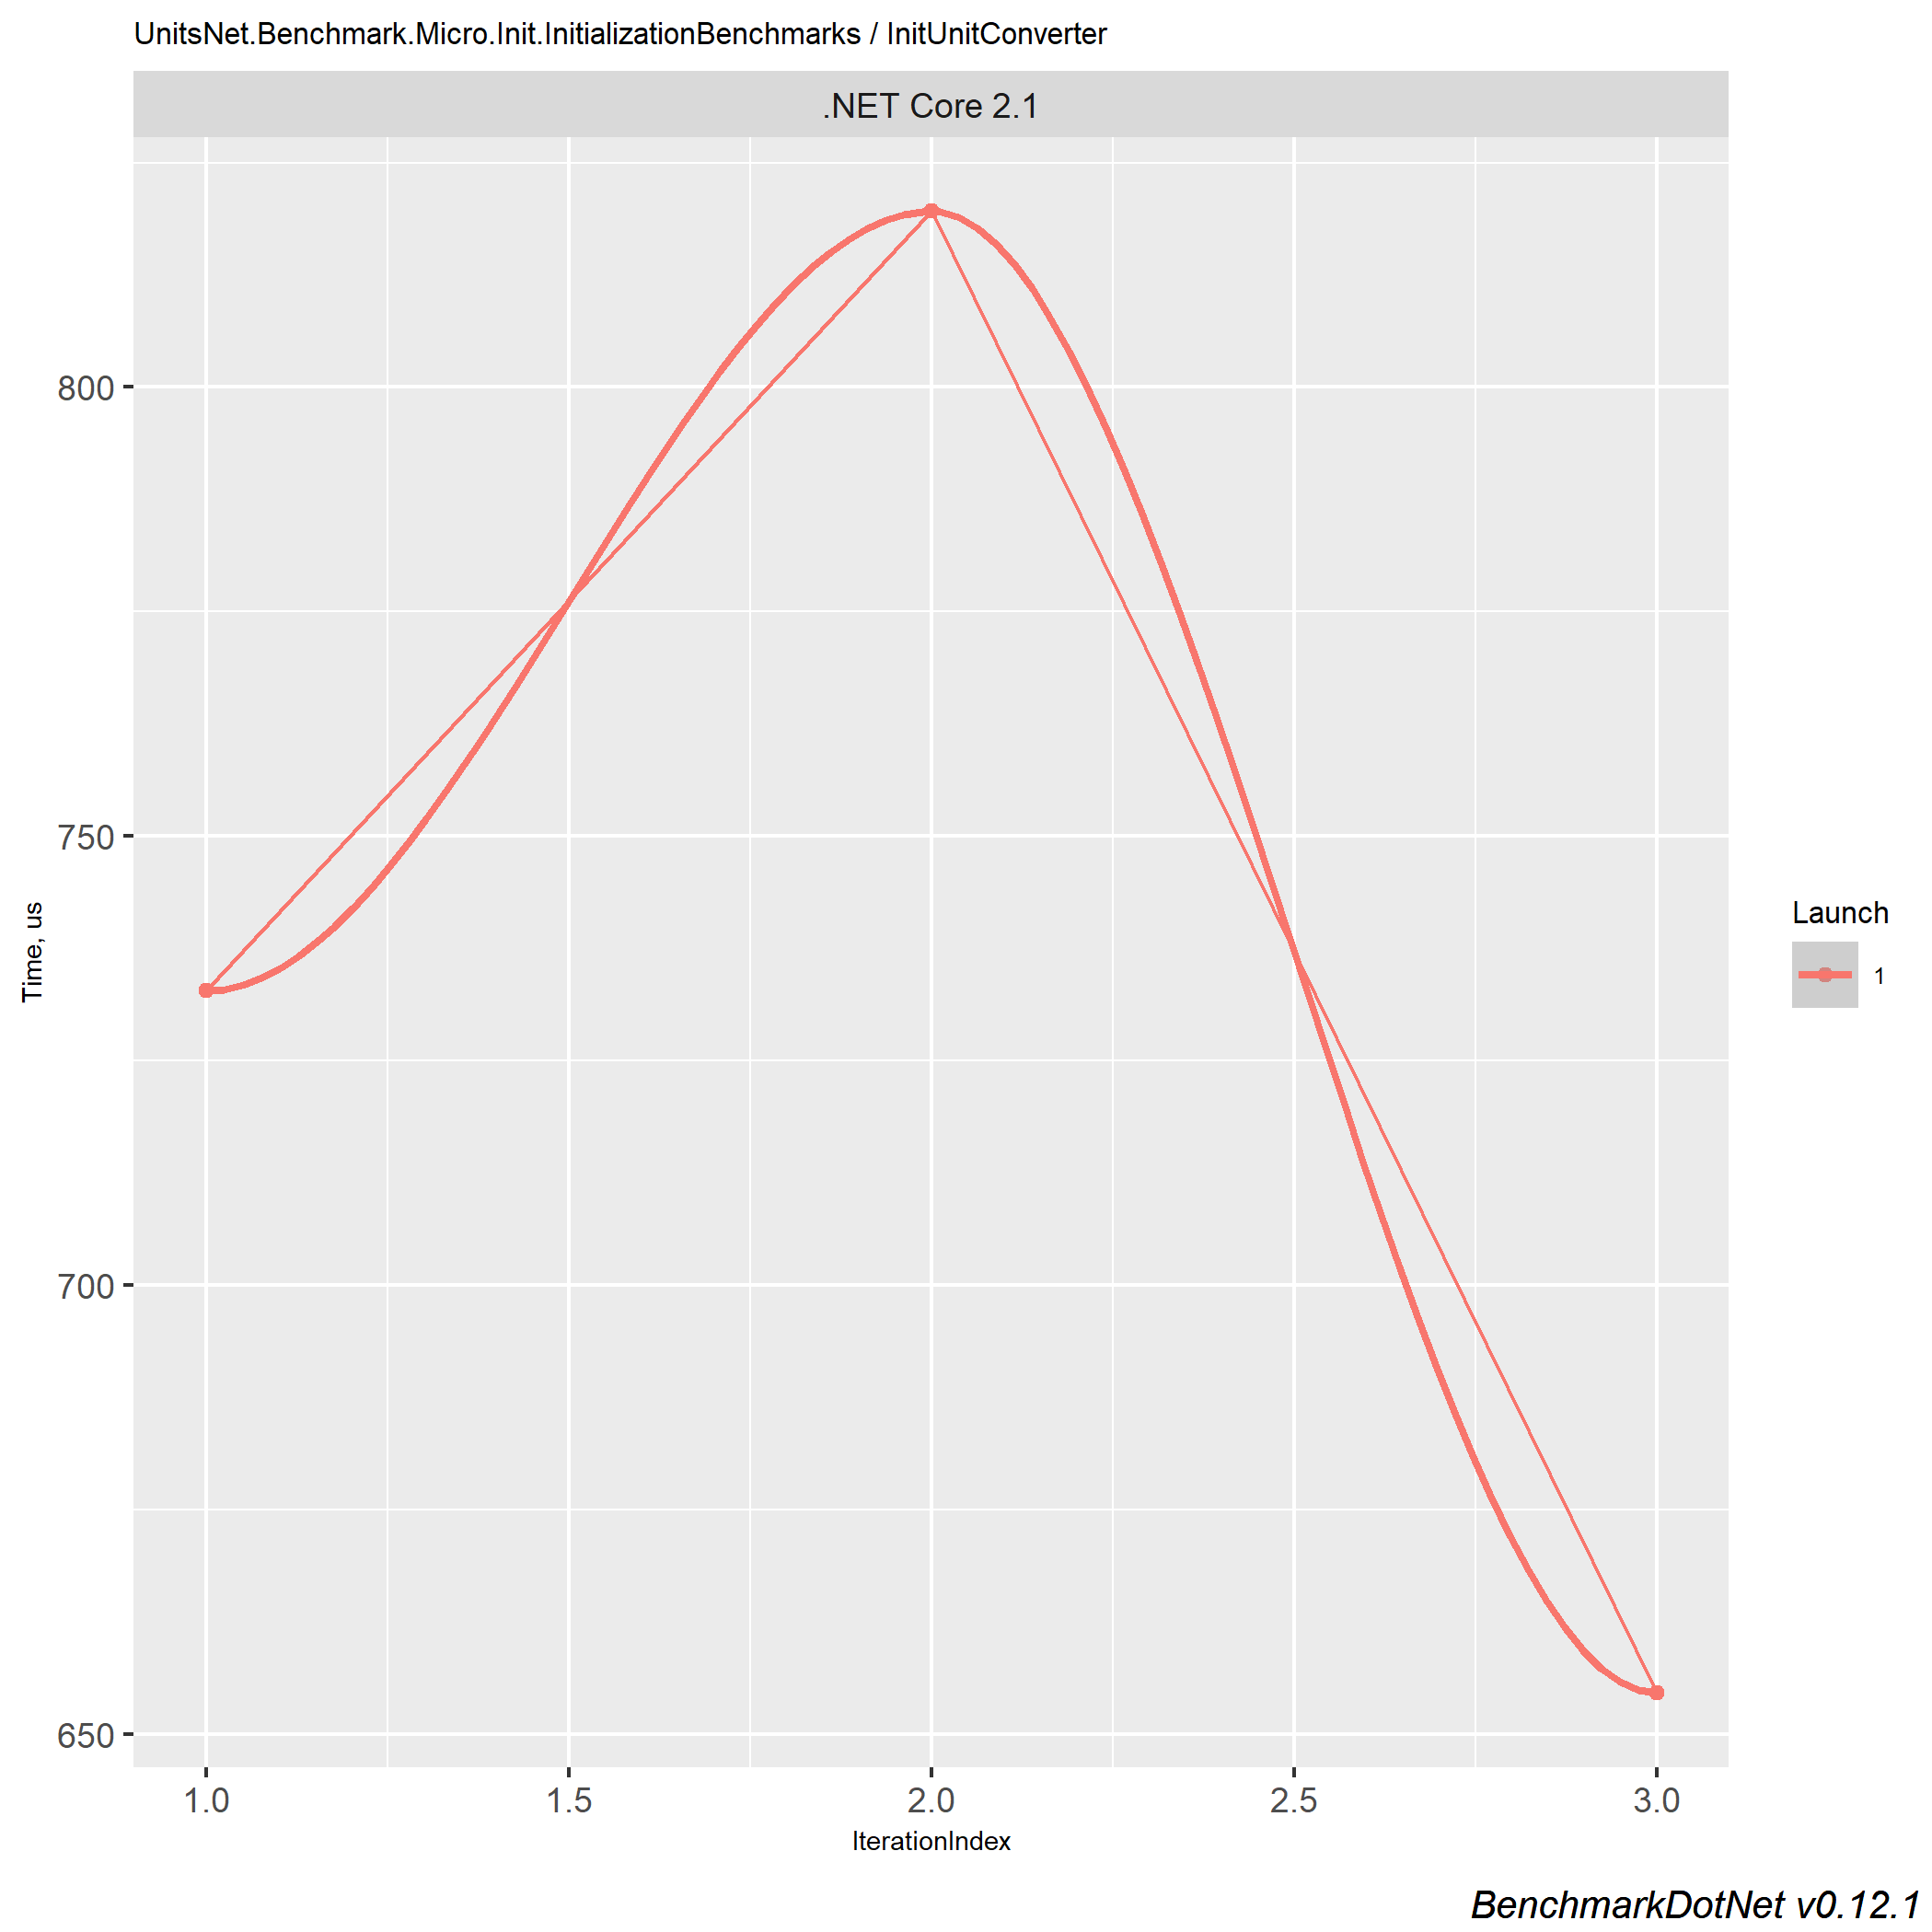 UnitsNet.Benchmark.Micro.Init.InitializationBenchmarks / InitUnitConverter
.NET Core 2.1
800
750
700
650
Time, us
1.0 1.5 2.0 2.5 3.0
IterationIndex
Launch
1
BenchmarkDotNet v0.12.1